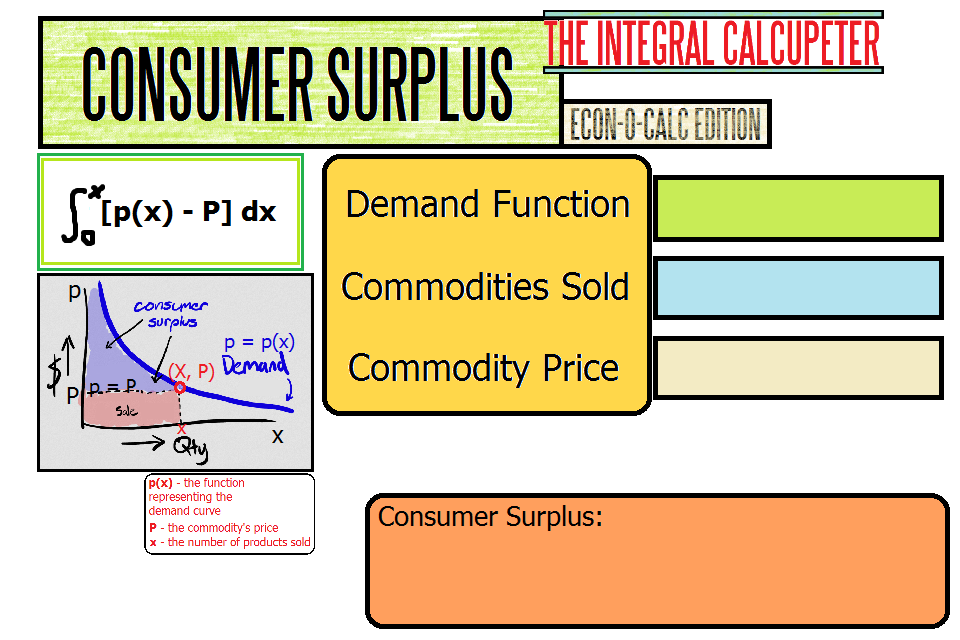 CONSUMER SURPLUS
THE INTEGRAL CALCUPETER
ECON-O-CALC EDITION
∫₀ˣ [p(x) - P] dx
Demand Function
Commodities Sold
Commodity Price
p
consumer
surplus
p = p(x)
Demand
$
(X, P)
P
p = P
Sale
x
x
Qty
p(x) - the function
representing the
demand curve
P - the commodity's price
x - the number of products sold
Consumer Surplus: